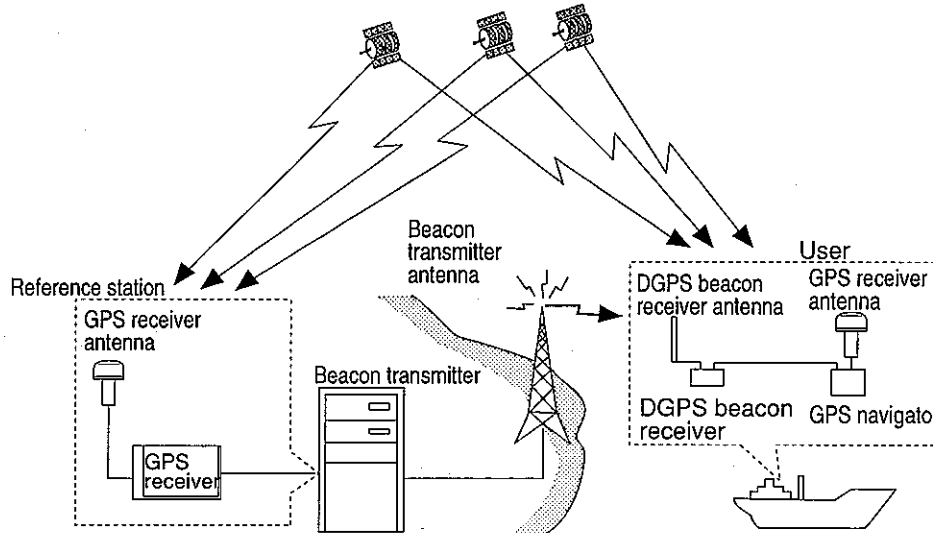 Beacon
transmitter
antenna
User
Reference station
DGPS beacon
receiver antenna
GPS receiver
antenna
GPS receiver
antenna
Beacon transmitter
DGPS beacon
receiver
GPS navigato
GPS
receiver